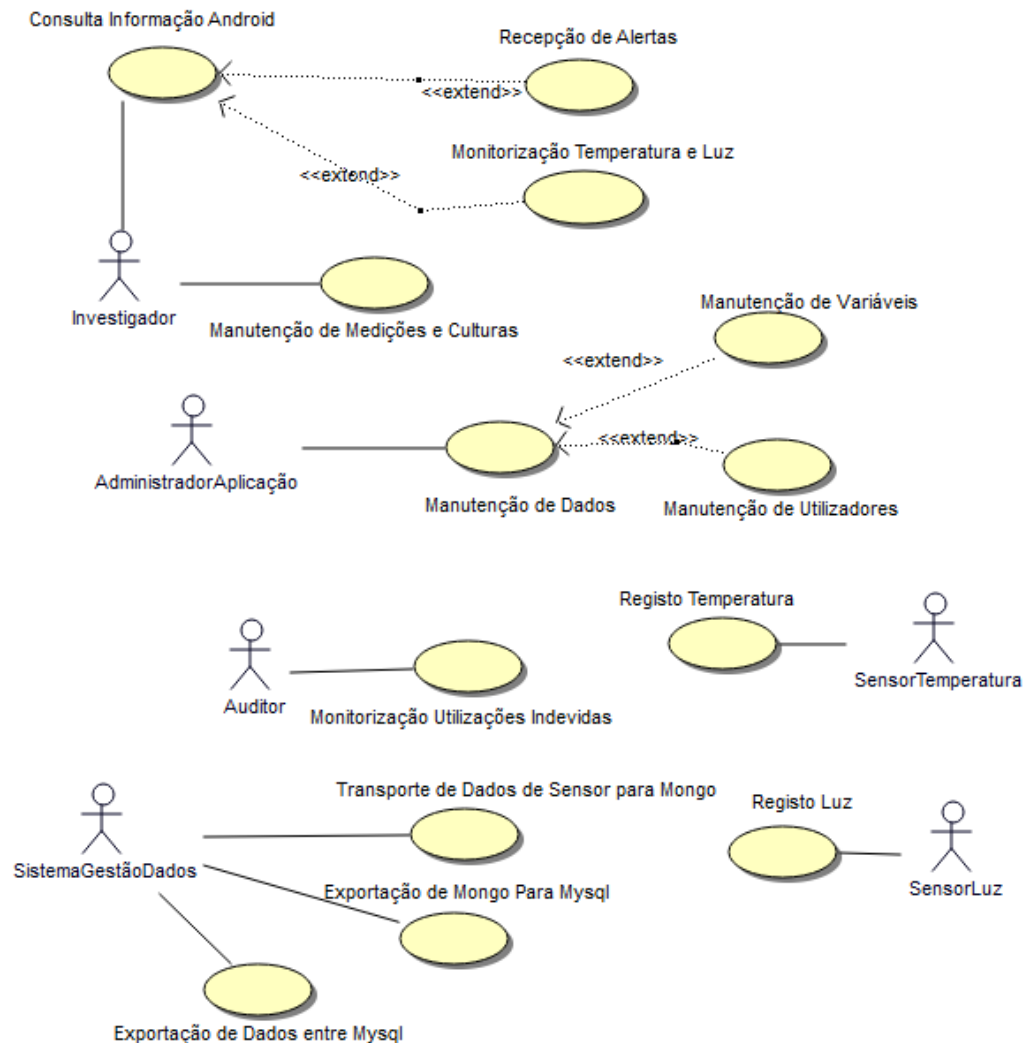 Consulta Informação Android
Recepção de Alertas
<<extend>>
Monitorização Temperatura e Luz
<<extend>>
Investigador
Manutenção de Medições e Culturas
Manutenção de Variáveis
<<extend>>
AdministradorAplicação
<<extend>>
Manutenção de Dados
Manutenção de Utilizadores
Registo Temperatura
SensorTemperatura
Auditor
Monitorização Utilizações Indevidas
Transporte de Dados de Sensor para Mongo
Registo Luz
SistemaGestãoDados
Exportação de Mongo Para Mysql
SensorLuz
Exportação de Dados entre Mysql